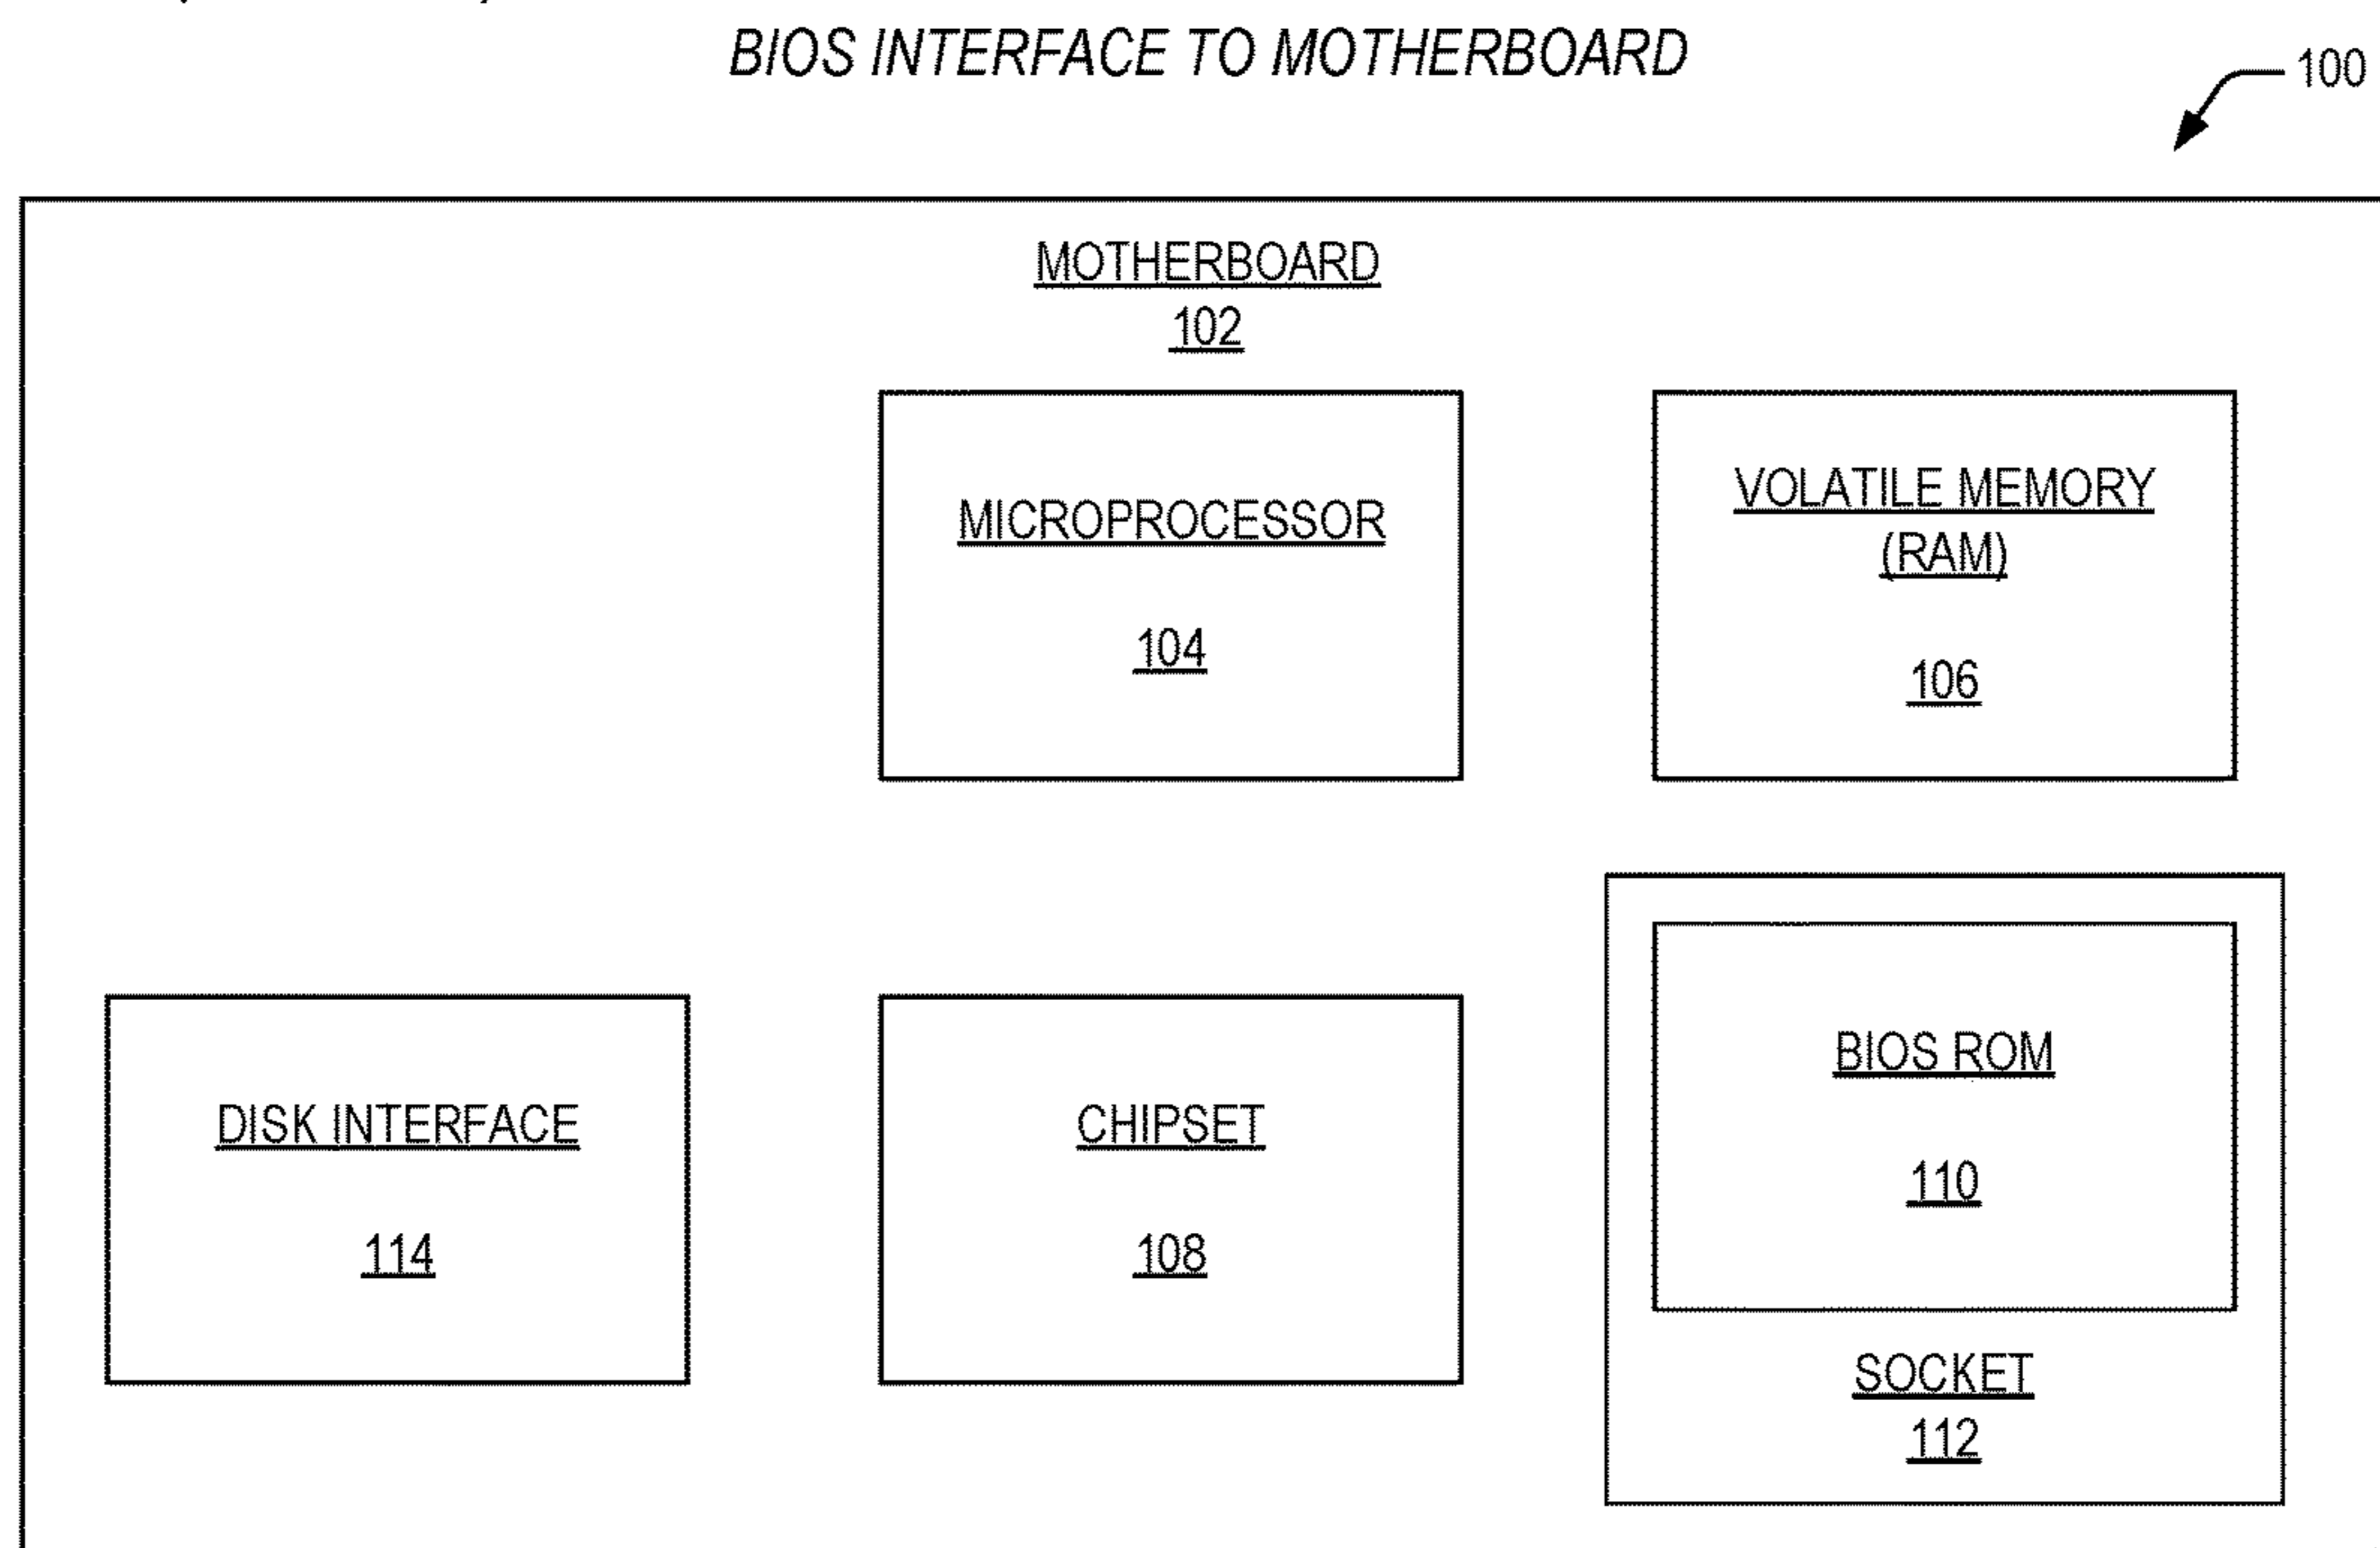 BIOS INTERFACE TO MOTHERBOARD
100
MOTHERBOARD
102
MICROPROCESSOR
104
VOLATILE MEMORY
(RAM)
106
DISK INTERFACE
114
CHIPSET
108
BIOS ROM
110
SOCKET
112